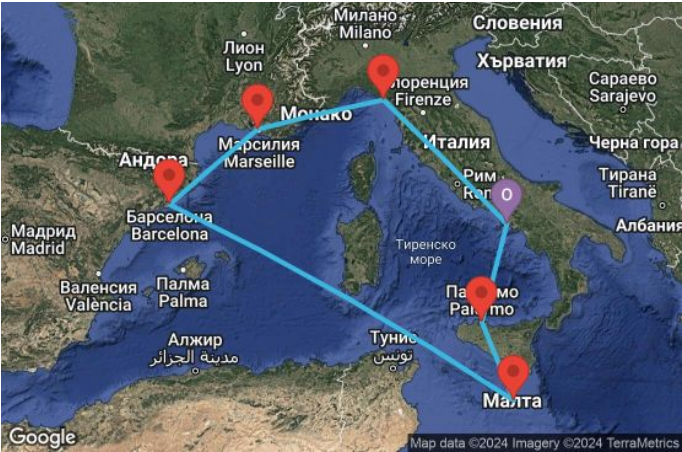 Милано
Milano
Словения
Лион
Lyon
Хърватия
лоренция
Firenze
Сараево
Sarajevo
Монако
Марсилия
Marseille
Италия
Черна гора
Андора
Рим
Тирана
Tiranë
O
Барселона
Barcelona
Албания
Мадрид
Madrid
Тиренско
море
Валенсия
València
Палма
Palma
Алжир
مدينة الجزائر
Тунис
تونس
Малта
Google
Map data ©2024 Imagery ©2024 TerraMetrics